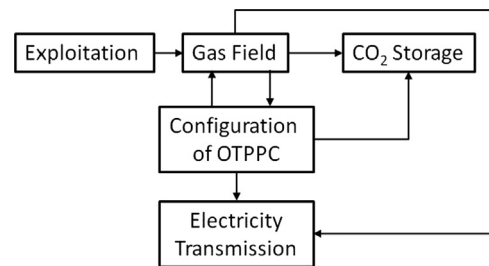 Exploitation
Gas Field
CO₂ Storage
Configuration
of OTPPC
Electricity
Transmission